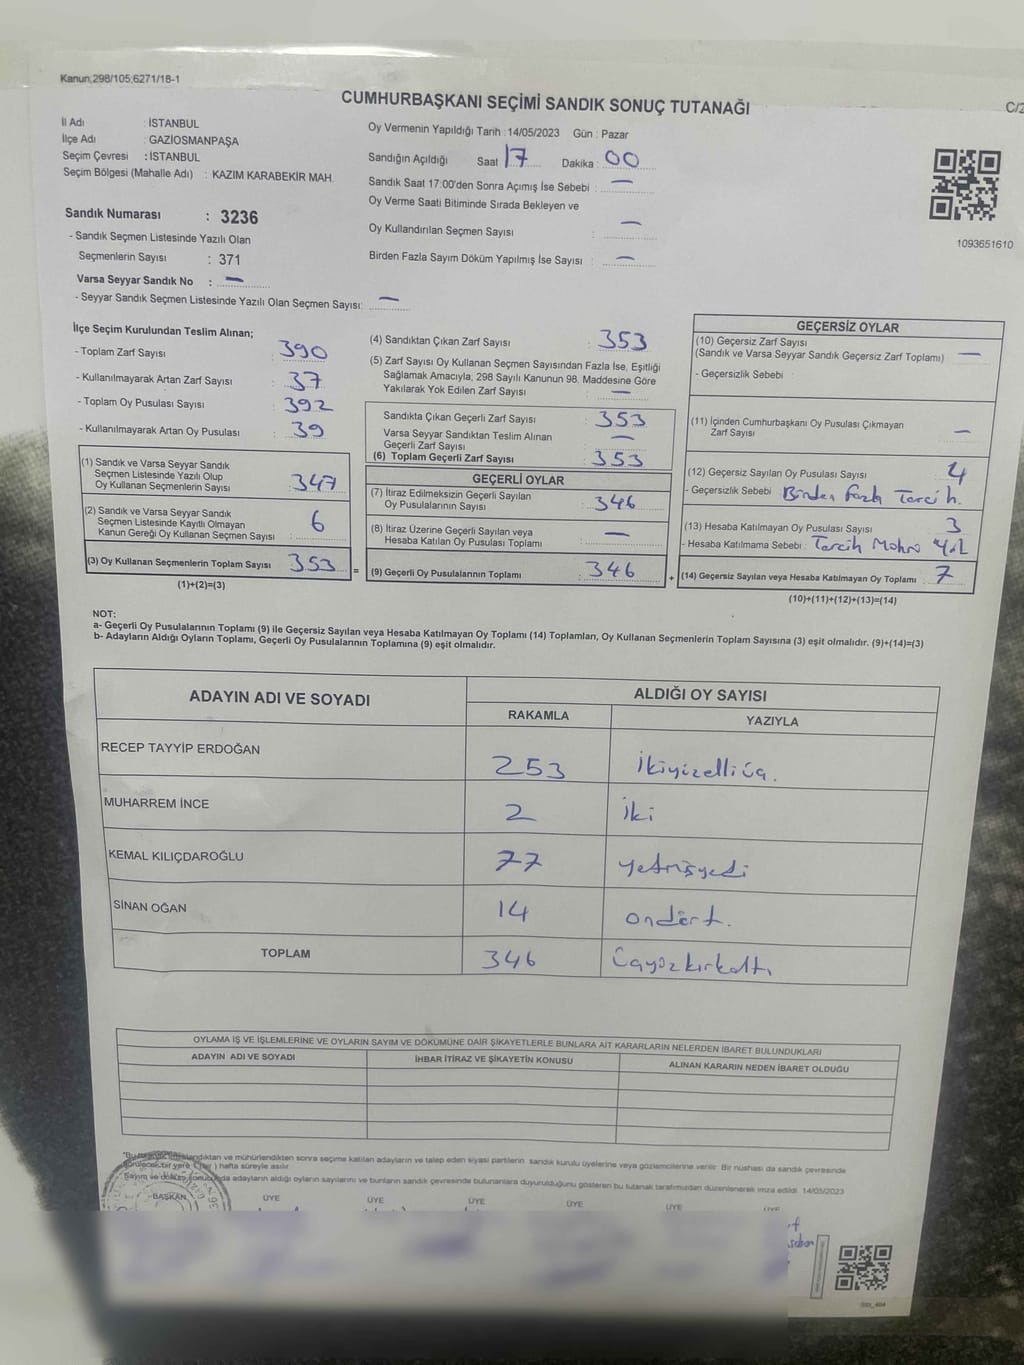 Kanun;298/105;6271/18-1
CUMHURBAŞKANI SEÇİMİ SANDIK SONUÇ TUTANAĞI
C/2
İl Adı : İSTANBUL
İlçe Adı : GAZİOSMANPAŞA
Seçim Çevresi : İSTANBUL
Seçim Bölgesi (Mahalle Adı) : KAZIM KARABEKİR MAH.
Sandık Numarası : 3236
- Sandık Seçmen Listesinde Yazılı Olan
Seçmenlerin Sayısı : 371
Varsa Seyyar Sandık No : —
- Seyyar Sandık Seçmen Listesinde Yazılı Olan Seçmen Sayısı: —
Oy Vermenin Yapıldığı Tarih : 14/05/2023 Gün : Pazar
Sandığın Açıldığı Saat 17 Dakika : 00
Sandık Saat 17:00'den Sonra Açımış İse Sebebi : —
Oy Verme Saati Bitiminde Sırada Bekleyen ve
Oy Kullandırılan Seçmen Sayısı : —
Birden Fazla Sayım Döküm Yapılmış İse Sayısı : —
1093651610
İlçe Seçim Kurulundan Teslim Alınan;
- Toplam Zarf Sayısı : 390
- Kullanılmayarak Artan Zarf Sayısı : 37
- Toplam Oy Pusulası Sayısı : 392
- Kullanılmayarak Artan Oy Pusulası : 39
(1) Sandık ve Varsa Seyyar Sandık
Seçmen Listesinde Yazılı Olup
Oy Kullanan Seçmenlerin Sayısı : 347
(2) Sandık ve Varsa Seyyar Sandık
Seçmen Listesinde Kayıtlı Olmayan
Kanun Gereği Oy Kullanan Seçmen Sayısı : 6
(3) Oy Kullanan Seçmenlerin Toplam Sayısı : 353
(1)+(2)=(3)
=
(4) Sandıktan Çıkan Zarf Sayısı : 353
(5) Zarf Sayısı Oy Kullanan Seçmen Sayısından Fazla İse, Eşitliği
Sağlamak Amacıyla; 298 Sayılı Kanunun 98. Maddesine Göre
Yakılarak Yok Edilen Zarf Sayısı : —
Sandıkta Çıkan Geçerli Zarf Sayısı : 353
Varsa Seyyar Sandıktan Teslim Alınan
Geçerli Zarf Sayısı : —
(6) Toplam Geçerli Zarf Sayısı : 353
GEÇERLİ OYLAR
(7) İtiraz Edilmeksizin Geçerli Sayılan
Oy Pusulalarının Sayısı : 346
(8) İtiraz Üzerine Geçerli Sayılan veya
Hesaba Katılan Oy Pusulası Toplamı : —
(9) Geçerli Oy Pusulalarının Toplamı : 346
+
GEÇERSİZ OYLAR
(10) Geçersiz Zarf Sayısı
(Sandık ve Varsa Seyyar Sandık Geçersiz Zarf Toplamı) : —
- Geçersizlik Sebebi :
(11) İçinden Cumhurbaşkanı Oy Pusulası Çıkmayan
Zarf Sayısı : —
(12) Geçersiz Sayılan Oy Pusulası Sayısı : 4
- Geçersizlik Sebebi : Birden fazla Tercih.
(13) Hesaba Katılmayan Oy Pusulası Sayısı : 3
- Hesaba Katılmama Sebebi : Tercih Mührü
(14) Geçersiz Sayılan veya Hesaba Katılmayan Oy Toplamı : 7
(10)+(11)+(12)+(13)=(14)
NOT:
a- Geçerli Oy Pusulalarının Toplamı (9) ile Geçersiz Sayılan veya Hesaba Katılmayan Oy Toplamı (14) Toplamları, Oy Kullanan Seçmenlerin Toplam Sayısına (3) eşit olmalıdır. (9)+(14)=(3)
b- Adayların Aldığı Oyların Toplamı, Geçerli Oy Pusulalarının Toplamına (9) eşit olmalıdır.
ADAYIN ADI VE SOYADI ALDIĞI OY SAYISI
RAKAMLA YAZIYLA
RECEP TAYYİP ERDOĞAN 253 İkiyüzelliüç.
MUHARREM İNCE 2 İki
KEMAL KILIÇDAROĞLU 77 yetmişyedi
SİNAN OĞAN 14 ondört.
TOPLAM 346 Üçyüzkırkaltı
OYLAMA İŞ VE İŞLEMLERİNE VE OYLARIN SAYIM VE DÖKÜMÜNE DAİR ŞİKAYETLERLE BUNLARA AİT KARARLARIN NELERDEN İBARET BULUNDUKLARI
ADAYIN ADI VE SOYADI İHBAR İTİRAZ VE ŞİKAYETİN KONUSU ALINAN KARARIN NEDEN İBARET OLDUĞU
ve mühürlendikten sonra seçime katılan adayların ve talep eden siyasi partilerin sandık kurulu üyelerine veya gözlemcilerine verilir. Bir nüshası da sandık çevresinde
görülecek bir yere hafta süreyle asılır.
Sayım ve döküm sonucunda adayların aldığı oyların sayılarını ve bunların sandık çevresinde bulunanlara duyurulduğunu gösteren bu tutanak tarafımızdan düzenlenerek imza edildi. 14/05/2023
BAŞKAN ÜYE ÜYE ÜYE ÜYE ÜYE ÜYE